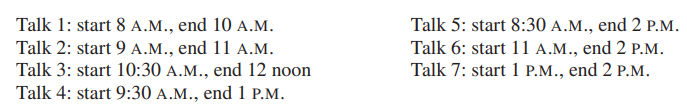 Talk 1: start 8 A.M., end 10 A.M.
Talk 2: start 9 A.M., end 11 A.M.
Talk 3: start 10:30 A.M., end 12 noon
Talk 4: start 9:30 A.M., end 1 P.M.
Talk 5: start 8:30 A.M., end 2 P.M.
Talk 6: start 11 A.M., end 2 P.M.
Talk 7: start 1 P.M., end 2 P.M.